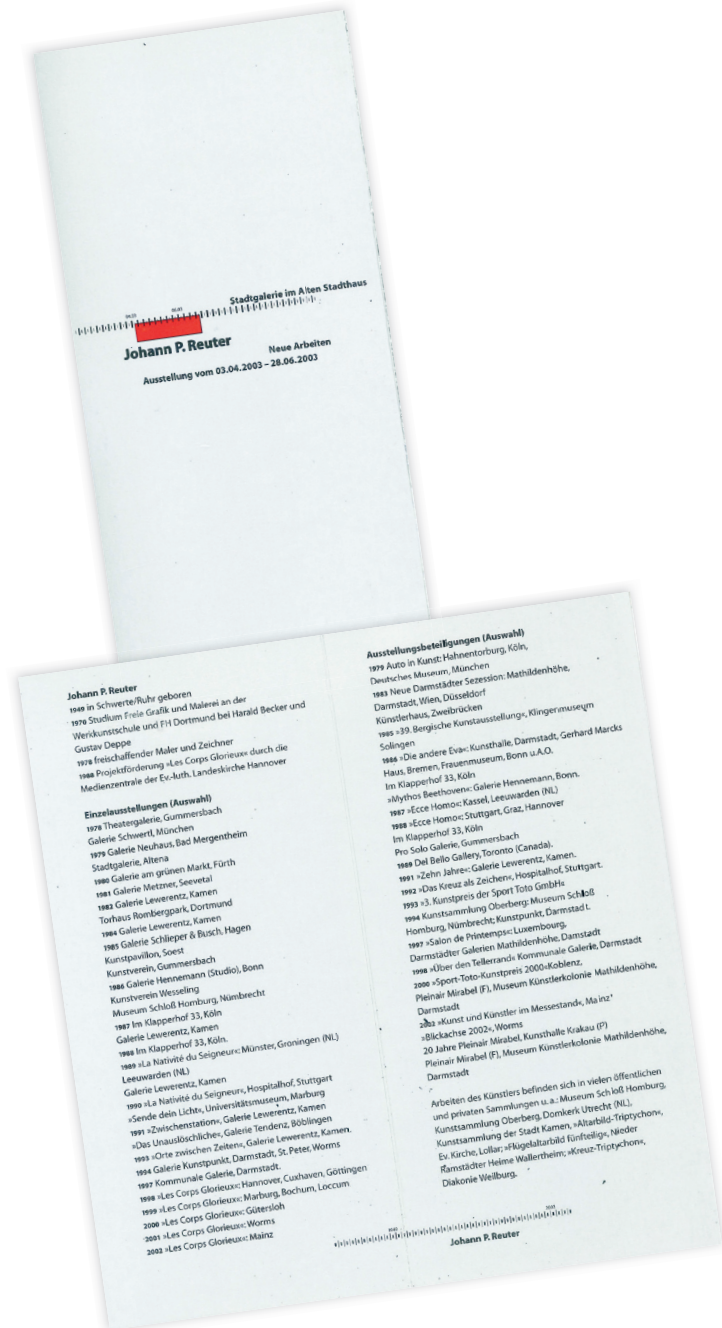 Stadtgalerie im Alten Stadthaus
Johann P. Reuter
Neue Arbeiten
Ausstellung vom 03.04.2003 – 28.06.2003
Johann P. Reuter
1949 in Schwerte/Ruhr geboren
1970 Studium Freie Grafik und Malerei an der
Werkkunstschule und FH Dortmund bei Harald Becker und
Gustav Deppe
1978 freischaffender Maler und Zeichner
1988 Projektförderung »Les Corps Glorieux« durch die
Medienzentrale der Ev.-luth. Landeskirche Hannover
Einzelausstellungen (Auswahl)
1978 Theatergalerie, Gummersbach
Galerie Schwertl, München
1979 Galerie Neuhaus, Bad Mergentheim
Stadtgalerie, Altena
1980 Galerie am grünen Markt, Fürth
1981 Galerie Metzner, Seevetal
1982 Galerie Lewerentz, Kamen
Torhaus Rombergpark, Dortmund
1984 Galerie Lewerentz, Kamen
1985 Galerie Schlieper & Busch, Hagen
Kunstpavillon, Soest
Kunstverein, Gummersbach
1986 Galerie Hennemann (Studio), Bonn
Kunstverein Wesseling
Museum Schloß Homburg, Nümbrecht
1987 Im Klapperhof 33, Köln
Galerie Lewerentz, Kamen
1988 Im Klapperhof 33, Köln.
1989 »La Nativité du Seigneur«: Münster, Groningen (NL)
Leeuwarden (NL)
Galerie Lewerentz, Kamen
1990 »La Nativité du Seigneur«, Hospitalhof, Stuttgart
»Sende dein Licht«, Universitätsmuseum, Marburg
1991 »Zwischenstation«, Galerie Lewerentz, Kamen
»Das Unauslöschliche«, Galerie Tendenz, Böblingen
1993 »Orte zwischen Zeiten«, Galerie Lewerentz, Kamen.
1994 Galerie Kunstpunkt, Darmstadt, St. Peter, Worms
1997 Kommunale Galerie, Darmstadt.
1998 »Les Corps Glorieux«: Hannover, Cuxhaven, Göttingen
1999 »Les Corps Glorieux«: Marburg, Bochum, Loccum
2000 »Les Corps Glorieux«: Gütersloh
2001 »Les Corps Glorieux«: Worms
2002 »Les Corps Glorieux«: Mainz
Ausstellungsbeteiligungen (Auswahl)
1979 Auto in Kunst: Hahnentorburg, Köln,
Deutsches Museum, München
1983 Neue Darmstädter Sezession: Mathildenhöhe,
Darmstadt, Wien, Düsseldorf
Künstlerhaus, Zweibrücken
1985 »39. Bergische Kunstausstellung«, Klingenmuseum
Solingen
1986 »Die andere Eva«: Kunsthalle, Darmstadt, Gerhard Marcks
Haus, Bremen, Frauenmuseum, Bonn u.A.O.
Im Klapperhof 33, Köln
»Mythos Beethoven«: Galerie Hennemann, Bonn.
1987 »Ecce Homo«: Kassel, Leeuwarden (NL)
1988 »Ecce Homo«: Stuttgart, Graz, Hannover
Im Klapperhof 33, Köln
Pro Solo Galerie, Gummersbach
1989 Del Bello Gallery, Toronto (Canada).
1991 »Zehn Jahre«: Galerie Lewerentz, Kamen.
1992 »Das Kreuz als Zeichen«, Hospitalhof, Stuttgart.
1993 »3. Kunstpreis der Sport Toto GmbH«
1994 Kunstsammlung Oberberg: Museum Schloß
Homburg, Nümbrecht; Kunstpunkt, Darmstadt.
1997 »Salon de Printemps«: Luxembourg,
Darmstädter Galerien Mathildenhöhe, Damstadt
1998 »Über den Tellerrand« Kommunale Galerie, Darmstadt
2000 »Sport-Toto-Kunstpreis 2000«Koblenz,
Pleinair Mirabel (F), Museum Künstlerkolonie Mathildenhöhe,
Darmstadt
2002 »Kunst und Künstler im Messestand«, Mainz
»Blickachse 2002«, Worms
20 Jahre Pleinair Mirabel, Kunsthalle Krakau (P)
Pleinair Mirabel (F), Museum Künstlerkolonie Mathildenhöhe,
Darmstadt
Arbeiten des Künstlers befinden sich in vielen öffentlichen
und privaten Sammlungen u. a.: Museum Schloß Homburg,
Kunstsammlung Oberberg, Domkerk Utrecht (NL),
Kunstsammlung der Stadt Kamen, »Altarbild-Triptychon«,
Ev. Kirche, Lollar; »Flügelaltarbild fünfteilig«, Nieder
Ramstädter Heime Wallertheim; »Kreuz-Triptychon«,
Diakonie Weilburg.
Johann P. Reuter